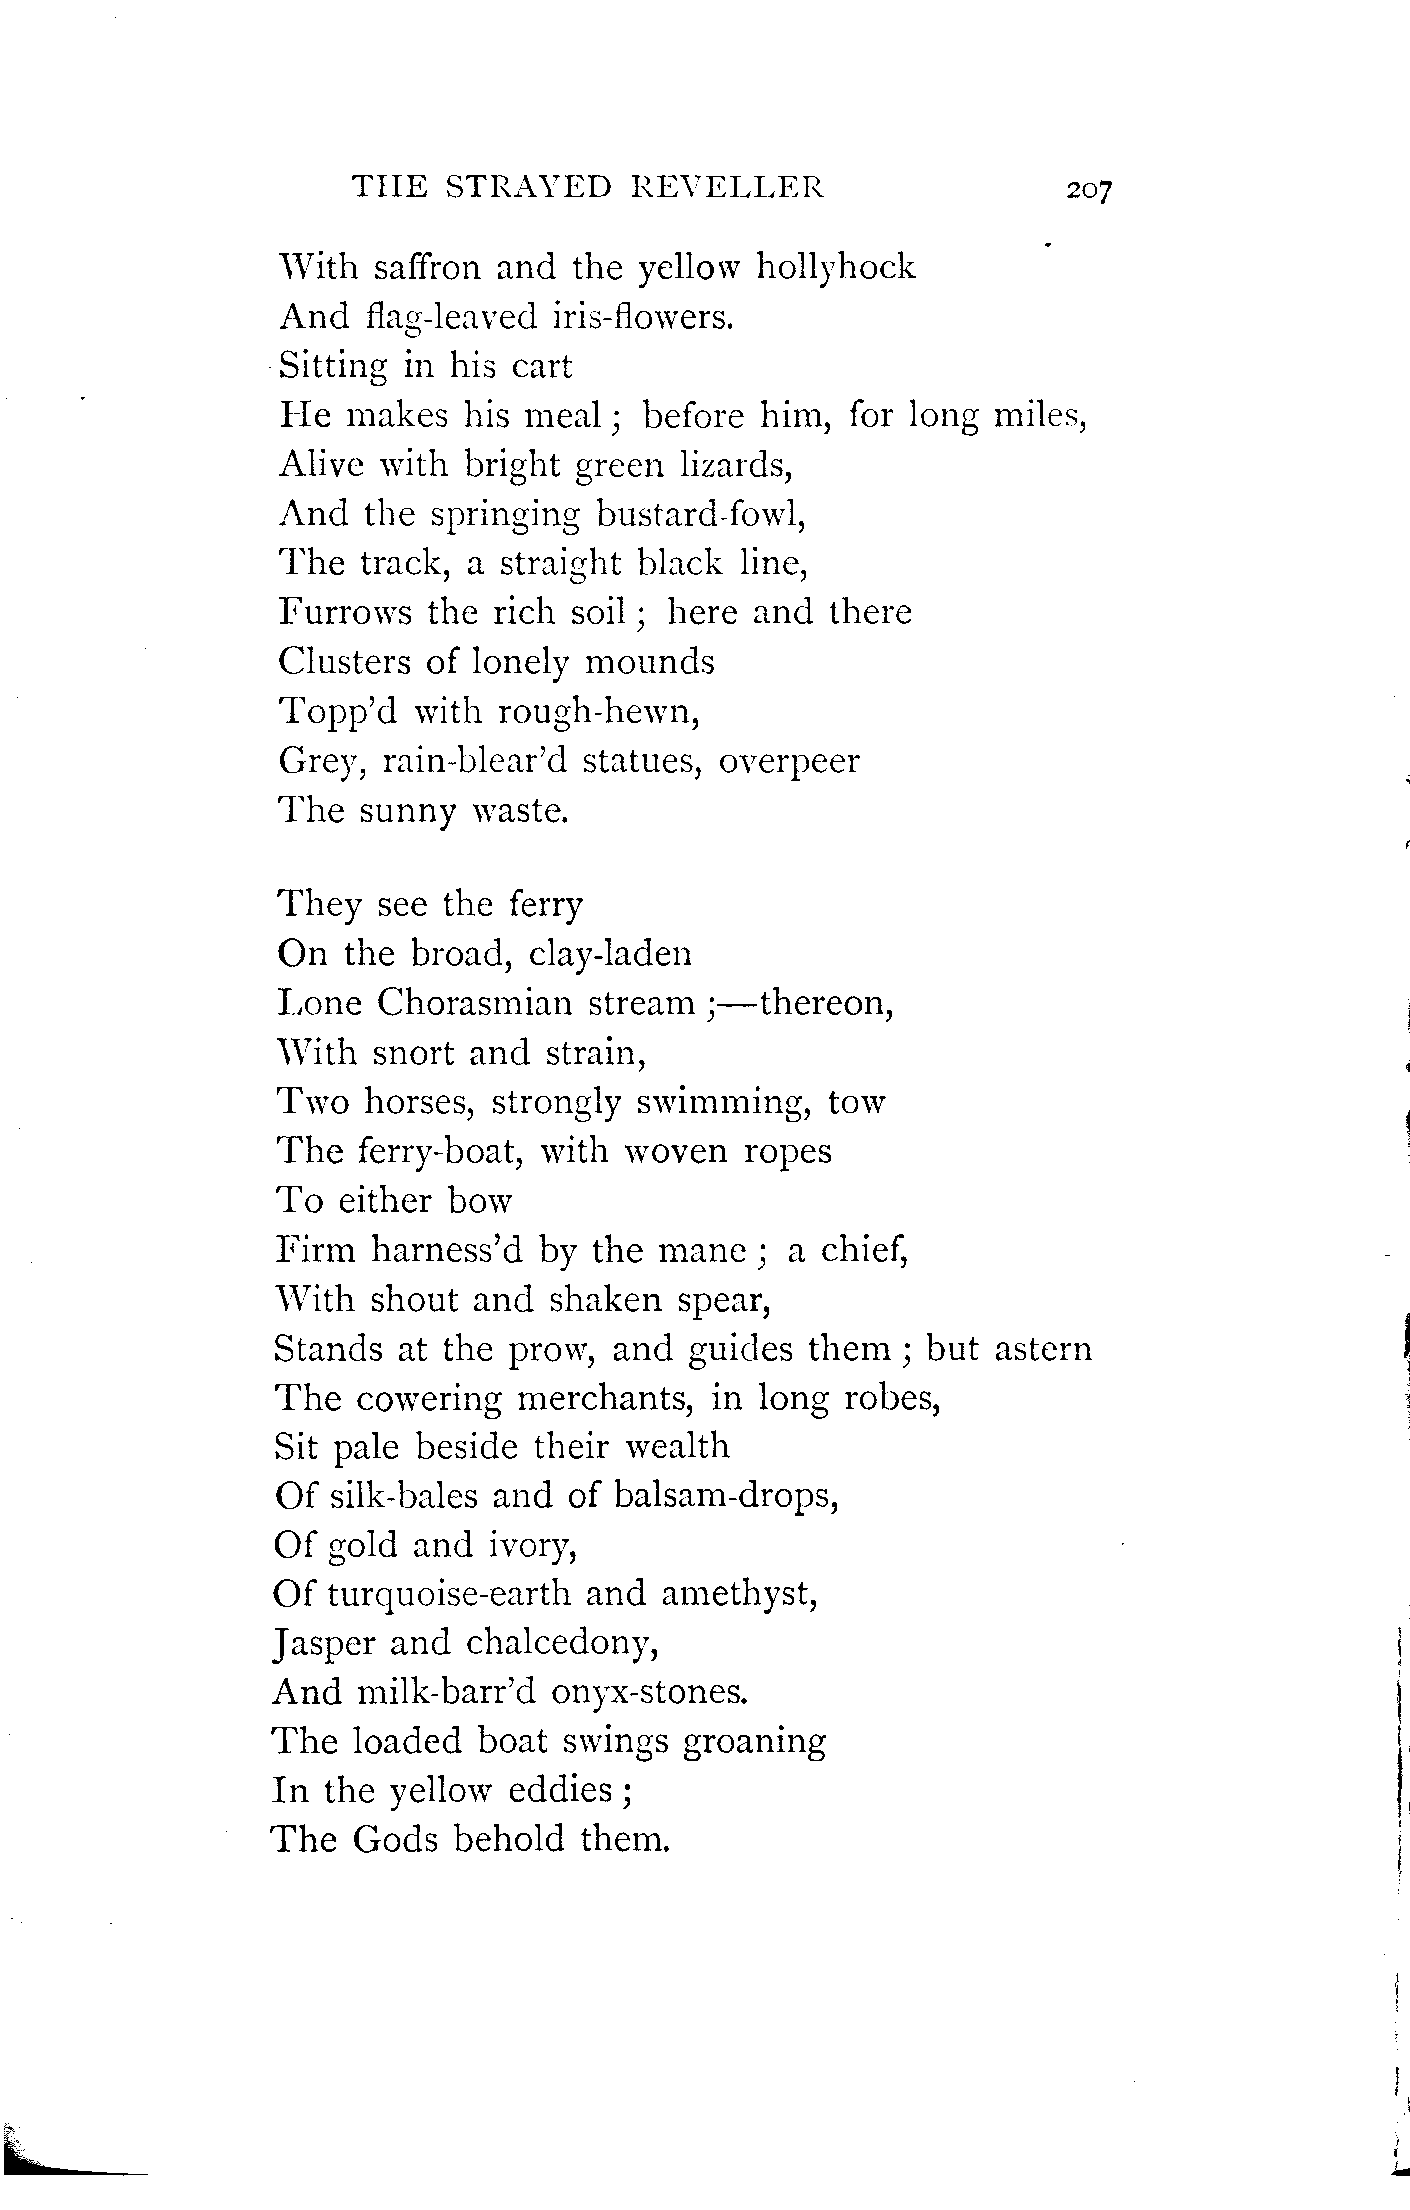 THE STRAYED REVELLER 207
With saffron and the yellow hollyhock
And flag-leaved iris-flowers.
Sitting in his cart
He makes his meal ; before him, for long miles,
Alive with bright green lizards,
And the springing bustard-fowl,
The track, a straight black line,
Furrows the rich soil ; here and there
Clusters of lonely mounds
Topp'd with rough-hewn,
Grey, rain-blear'd statues, overpeer
The sunny waste.

They see the ferry
On the broad, clay-laden
Lone Chorasmian stream ;—thereon,
With snort and strain,
Two horses, strongly swimming, tow
The ferry-boat, with woven ropes
To either bow
Firm harness'd by the mane ; a chief,
With shout and shaken spear,
Stands at the prow, and guides them ; but astern
The cowering merchants, in long robes,
Sit pale beside their wealth
Of silk-bales and of balsam-drops,
Of gold and ivory,
Of turquoise-earth and amethyst,
Jasper and chalcedony,
And milk-barr'd onyx-stones.
The loaded boat swings groaning
In the yellow eddies ;
The Gods behold them.